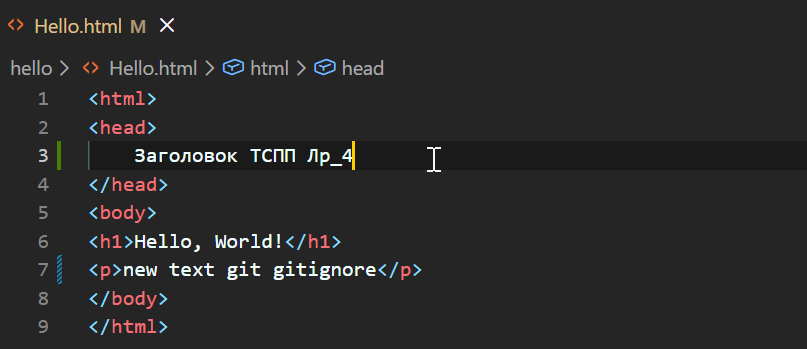 Hello.html M
hello > Hello.html > html > head
1 <html>
2 <head>
3 Заголовок ТСПП Лр_4
4 </head>
5 <body>
6 <h1>Hello, World!</h1>
7 <p>new text git gitignore</p>
8 </body>
9 </html>